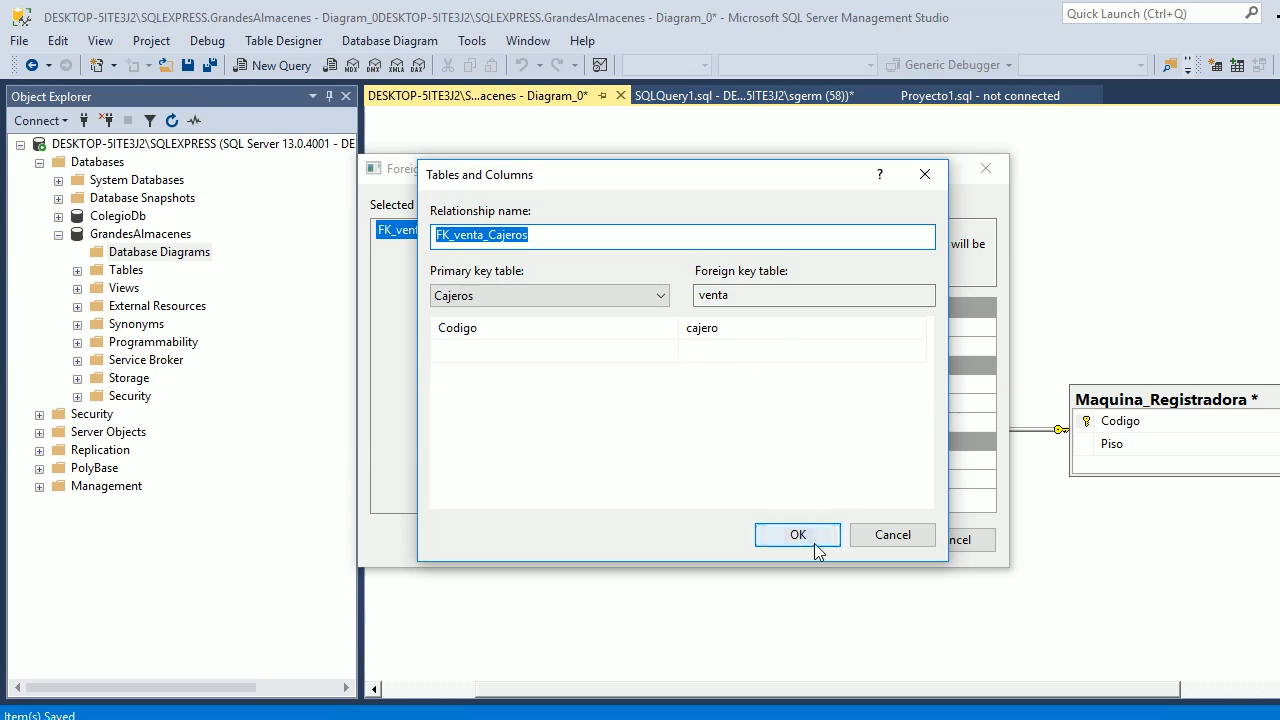 DESKTOP-5ITE3J2\SQLEXPRESS.GrandesAlmacenes - Diagram_0DESKTOP-5ITE3J2\SQLEXPRESS.GrandesAlmacenes - Diagram_0* - Microsoft SQL Server Management Studio
Quick Launch (Ctrl+Q)
File Edit View Project Debug Table Designer Database Diagram Tools Window Help
New Query
MDX DMX XMLA DAX
Generic Debugger
Object Explorer
DESKTOP-5ITE3J2\S...acenes - Diagram_0*
SQLQuery1.sql - DE...5ITE3J2\sgerm (58))*
Proyecto1.sql - not connected
Connect
DESKTOP-5ITE3J2\SQLEXPRESS (SQL Server 13.0.4001 - DE
Databases
System Databases
Database Snapshots
ColegioDb
GrandesAlmacenes
Database Diagrams
Tables
Views
External Resources
Synonyms
Programmability
Service Broker
Storage
Security
Security
Server Objects
Replication
PolyBase
Management
Foreig
Selected
FK_vent
will be
ncel
Tables and Columns
?
Relationship name:
FK_venta_Cajeros
Primary key table:
Foreign key table:
Cajeros
venta
Codigo
cajero
OK
Cancel
Maquina_Registradora *
Codigo
Piso
Item(s) Saved